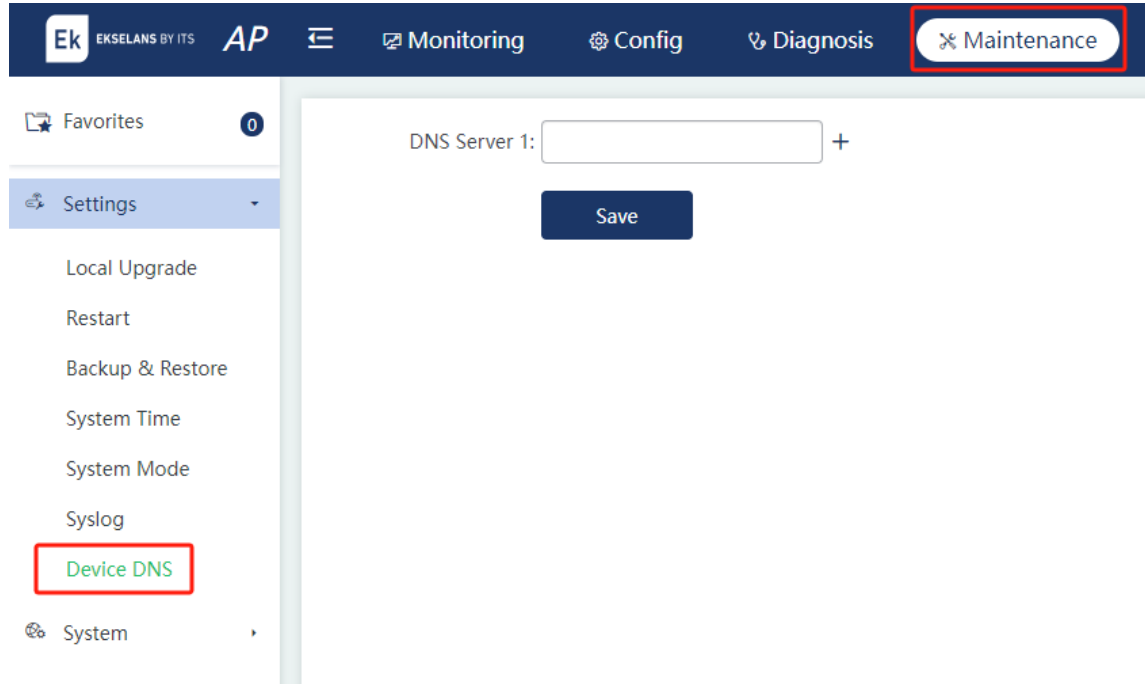 Ek EKSELANS BY ITS AP Monitoring Config Diagnosis Maintenance
Favorites 0
Settings
Local Upgrade
Restart
Backup & Restore
System Time
System Mode
Syslog
Device DNS
System
DNS Server 1: +
Save